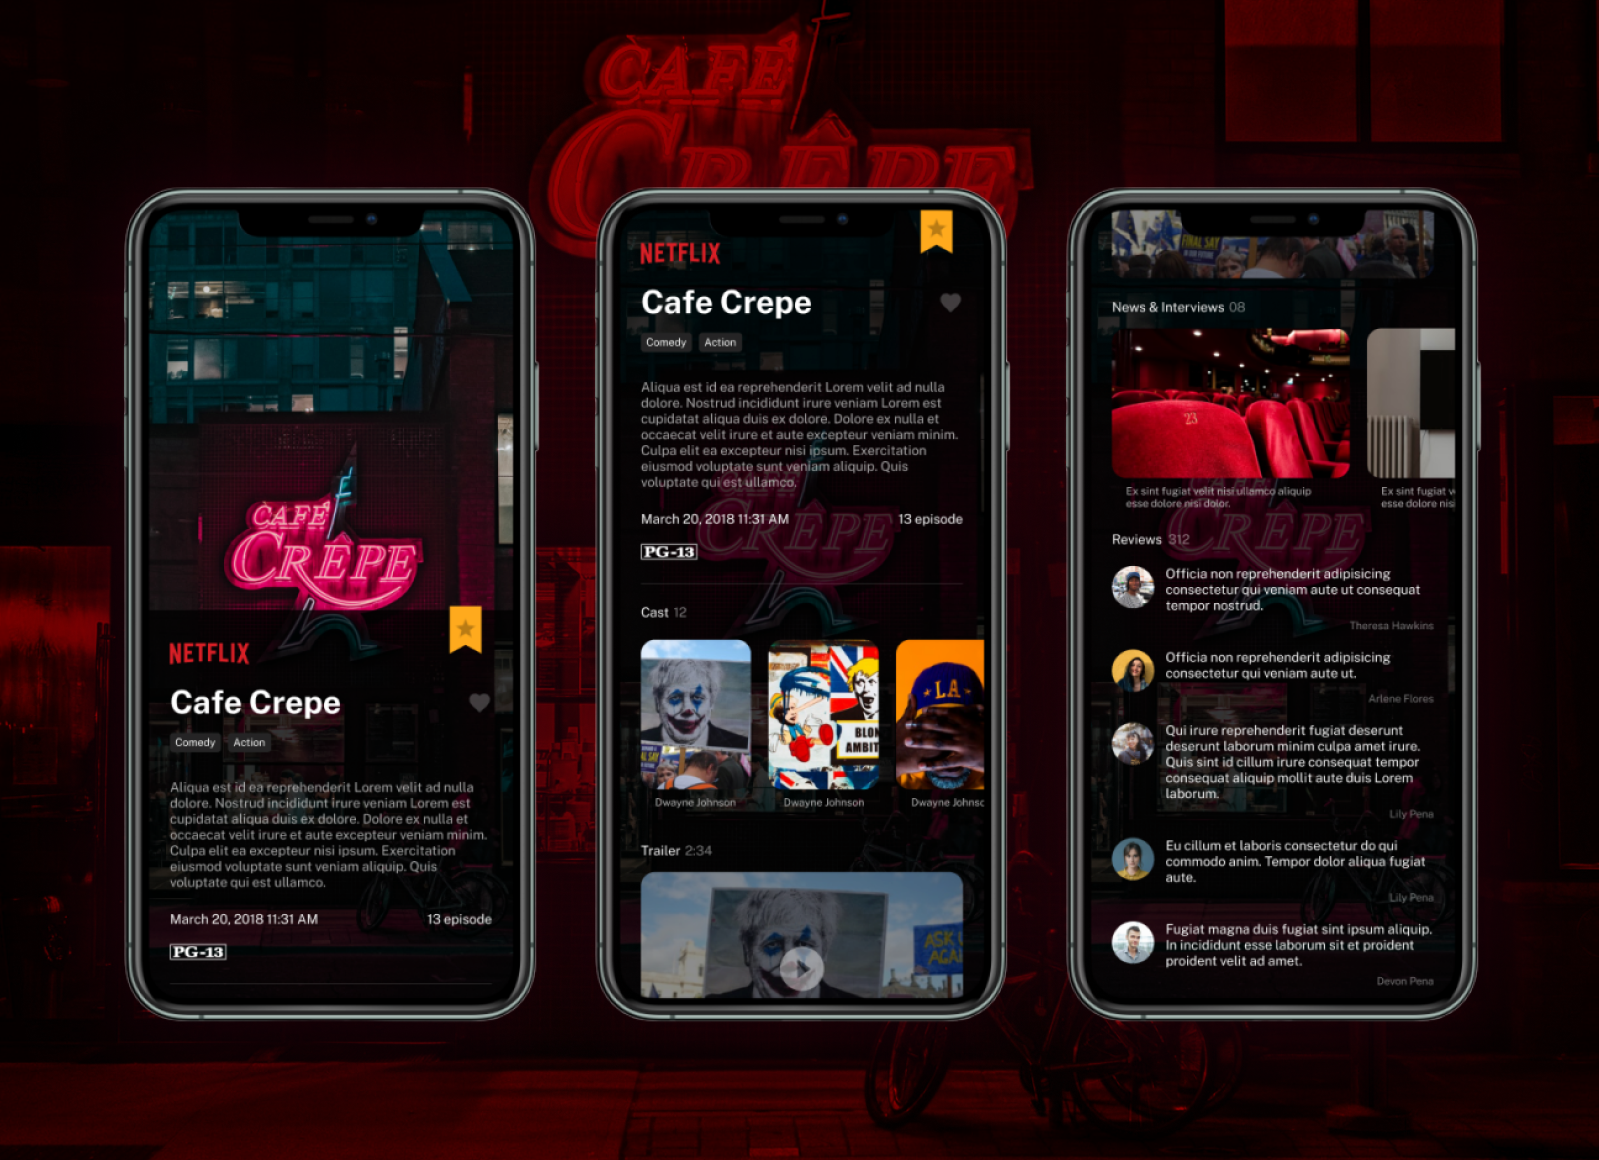 CAFÉ
CRÊPE
CAFÉ
CRÊPE
NETFLIX
Cafe Crepe
Comedy
Action
Aliqua est id ea reprehenderit Lorem velit ad nulla
dolore. Nostrud incididunt irure veniam Lorem est
cupidatat aliqua duis ex dolore. Dolore ex nulla et
occaecat velit irure et aute excepteur veniam minim.
Culpa elit ea excepteur nisi ipsum. Exercitation
eiusmod voluptate sunt veniam aliquip. Quis
voluptate qui est ullamco.
March 20, 2018 11:31 AM
13 episode
PG-13
NETFLIX
Cafe Crepe
Comedy
Action
Aliqua est id ea reprehenderit Lorem velit ad nulla
dolore. Nostrud incididunt irure veniam Lorem est
cupidatat aliqua duis ex dolore. Dolore ex nulla et
occaecat velit irure et aute excepteur veniam minim.
Culpa elit ea excepteur nisi ipsum. Exercitation
eiusmod voluptate sunt veniam aliquip. Quis
voluptate qui est ullamco.
March 20, 2018 11:31 AM
13 episode
PG-13
CRÊPE
Cast 12
LA
BLON
AMBIT
Dwayne Johnson
Dwayne Johnson
Dwayne Johnsc
Trailer 2:34
ASK
AGA
FINAL SAY
News & Interviews 08
23
Ex sint fugiat velit nisi ullamco aliquip
esse dolore nisi dolor.
Ex sint fugiat v
esse dolore nis
CRÊPE
Reviews 312
Officia non reprehenderit adipisicing
consectetur qui veniam aute ut consequat
tempor nostrud.
Theresa Hawkins
Officia non reprehenderit adipisicing
consectetur qui veniam aute ut.
Arlene Flores
Qui irure reprehenderit fugiat deserunt
deserunt laborum minim culpa amet irure.
Quis sint id cillum irure consequat tempor
consequat aliquip mollit aute duis Lorem
laborum.
Lily Pena
Eu cillum et laboris consectetur do qui
commodo anim. Tempor dolor aliqua fugiat
aute.
Lily Pena
Fugiat magna duis fugiat sint ipsum aliquip.
In incididunt esse laborum sit et proident
proident velit ad amet.
Devon Pena